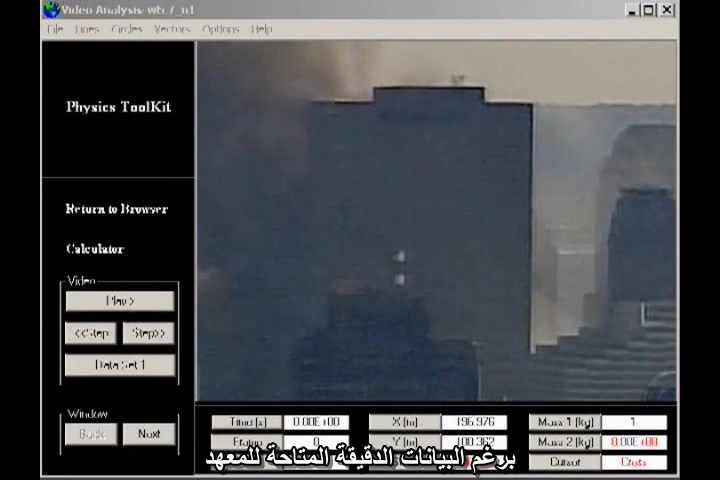 Video Analysis: wtc7_n1
File Lines Circles Vectors Options Help
Physics ToolKit
Return to Browser
Calculator
Video
Play >
<<Step Step>>
Data Set 1
Window
Back Next
Time (s) 0.00E+00 X (m) 196.976 Mass 1 (kg) 1.
Frame 0 Y (m) 100.362 Mass 2 (kg) 0.00E+00
Cursor
برغم البيانات الدقيقة المتاحة للمعهد